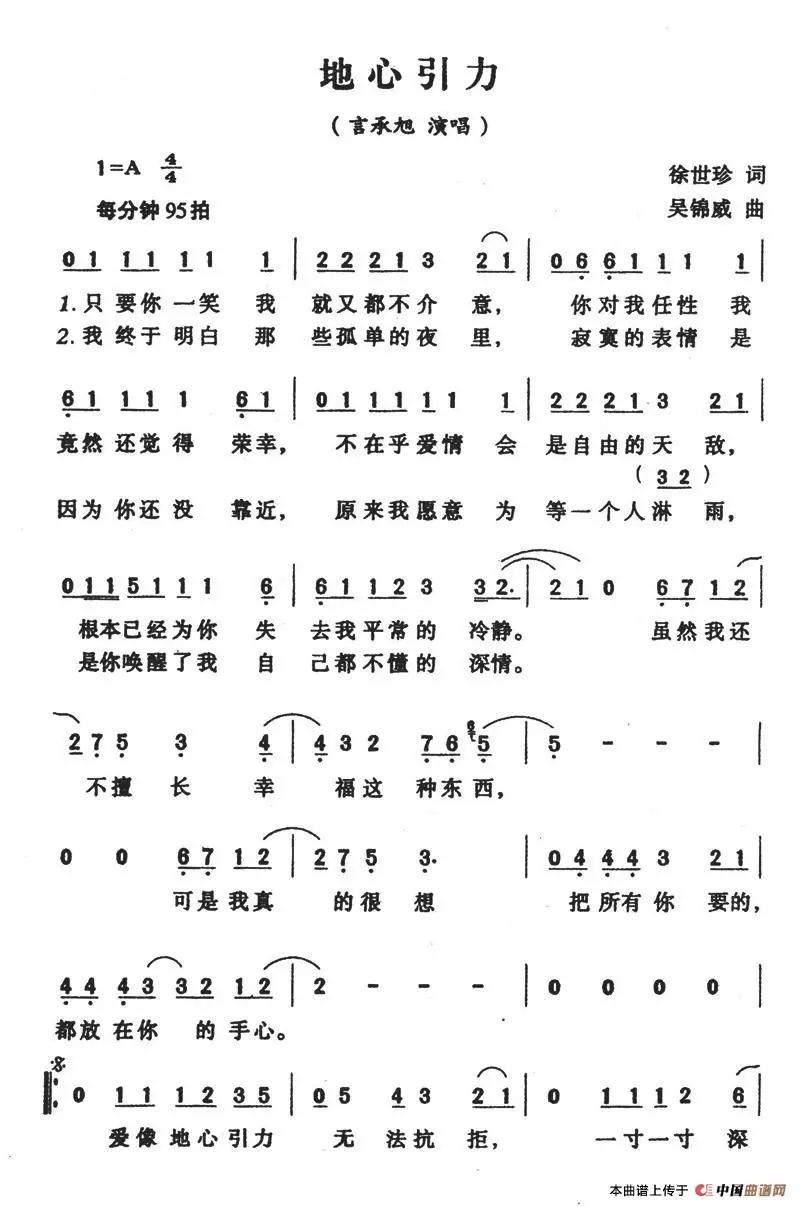 地心引力
（言承旭 演唱）
1=A 4/4
徐世珍 词
每分钟95拍
吴锦威 曲
0 1 1 1 1 1 1 1 | 2 2 2 2 1 3 2 1 | 0 6 6 1 1 1 1 1 |
1.只要你一笑 我 就又都不介 意， 你对我任性 我
2.我终于明白 那 些孤单的夜 里， 寂寞的表情 是
6 1 1 1 1 6 1 | 0 1 1 1 1 1 1 1 1 | 2 2 2 2 1 3 2 1 |
竟然还觉得 荣幸， 不在乎爱情 会 是自由的天 敌，
（3 2）
因为你还没 靠近， 原来我愿意 为 等一个人淋 雨，
0 1 1 5 1 1 1 1 6 | 6 1 1 2 3 3 2· | 2 1 0 6 7 1 2 |
根本已经为你 失 去我平常的 冷静。 虽然我还
是你唤醒了我 自 己都不懂的 深情。
2 7 5 3 4 | 4 3 2 7 6 6 5 | 5 - - - |
不擅 长 幸 福这 种东西，
0 0 6 7 1 2 | 2 7 5 3· | 0 4 4 4 3 2 1 |
可是我真 的很 想 把所有你 要的，
4 4 4 3 3 2 1 2 | 2 - - - | 0 0 0 0 |
都放在你 的手心。
0 1 1 1 2 3 5 | 0 5 4 3 2 1 | 0 1 1 1 2 6 |
爱像地心引力 无 法抗拒， 一寸一寸 深
本曲谱上传于 中国曲谱网